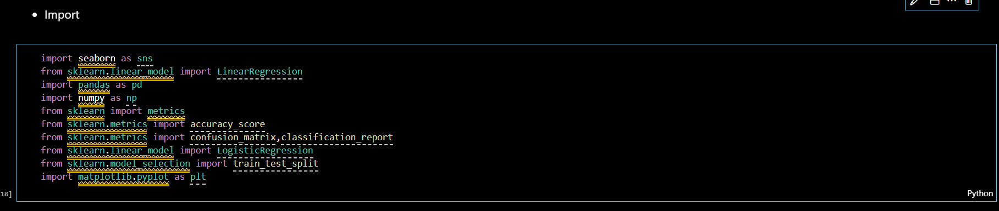 • Import
import seaborn as sns
from sklearn.linear_model import LinearRegression
import pandas as pd
import numpy as np
from sklearn import metrics
from sklearn.metrics import accuracy_score
from sklearn.metrics import confusion_matrix,classification_report
from sklearn.linear_model import LogisticRegression
from sklearn.model_selection import train_test_split
import matplotlib.pyplot as plt
18]
Python